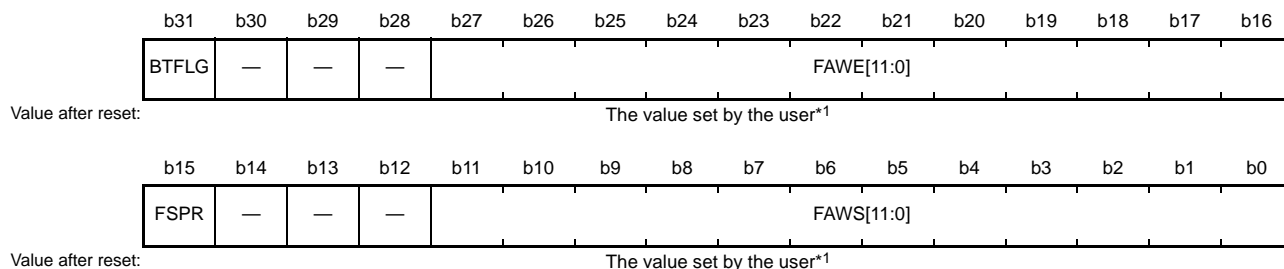 b31 b30 b29 b28 b27 b26 b25 b24 b23 b22 b21 b20 b19 b18 b17 b16
BTFLG — — — FAWE[11:0]
Value after reset: The value set by the user*1
b15 b14 b13 b12 b11 b10 b9 b8 b7 b6 b5 b4 b3 b2 b1 b0
FSPR — — — FAWS[11:0]
Value after reset: The value set by the user*1